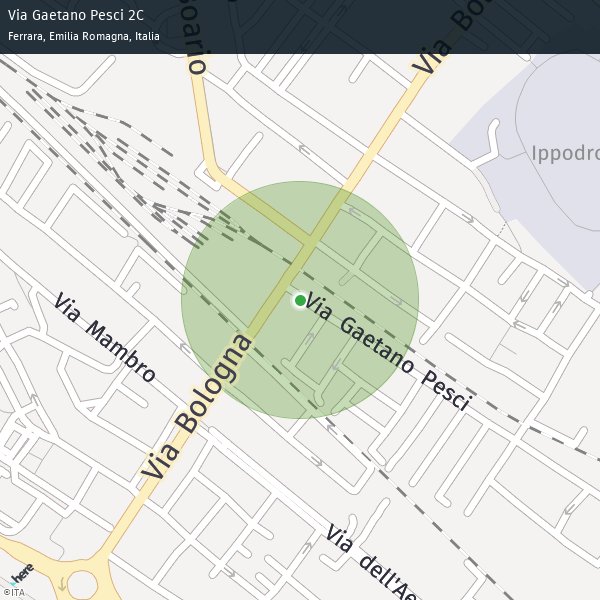 Via Gaetano Pesci 2C
Ferrara, Emilia Romagna, Italia
oario
Via Bo
Ippodro
Via Gaetano Pesci
Via Mambro
Via Bologna
Via dell'Ae
here
©ITA